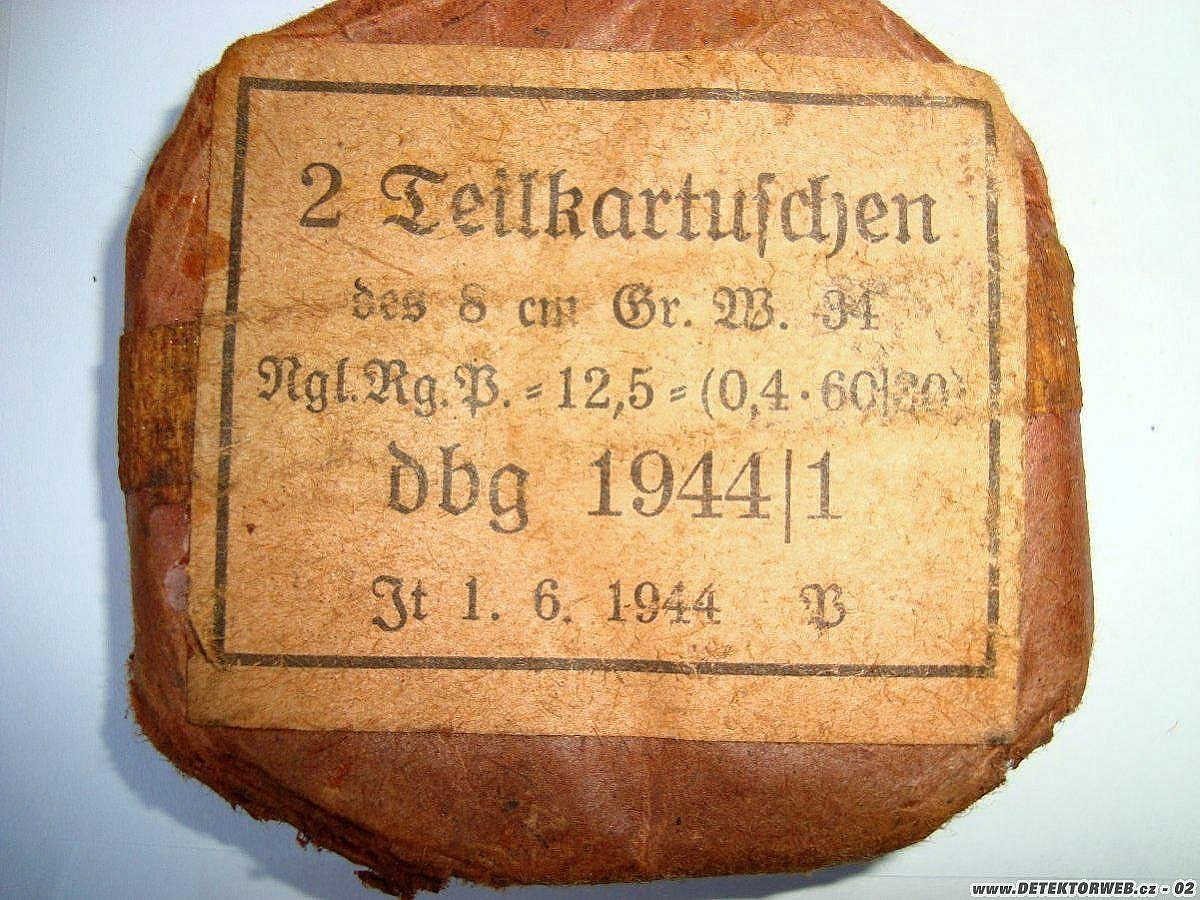 2 Teilkartuschen
des 8 cm Gr. W. 34
Ngl. Rg. P. = 12,5 = (0,4 · 60/30)
dbg 1944/1
Jt 1. 6. 1944 P
www.DETEKTORWEB.cz - 02